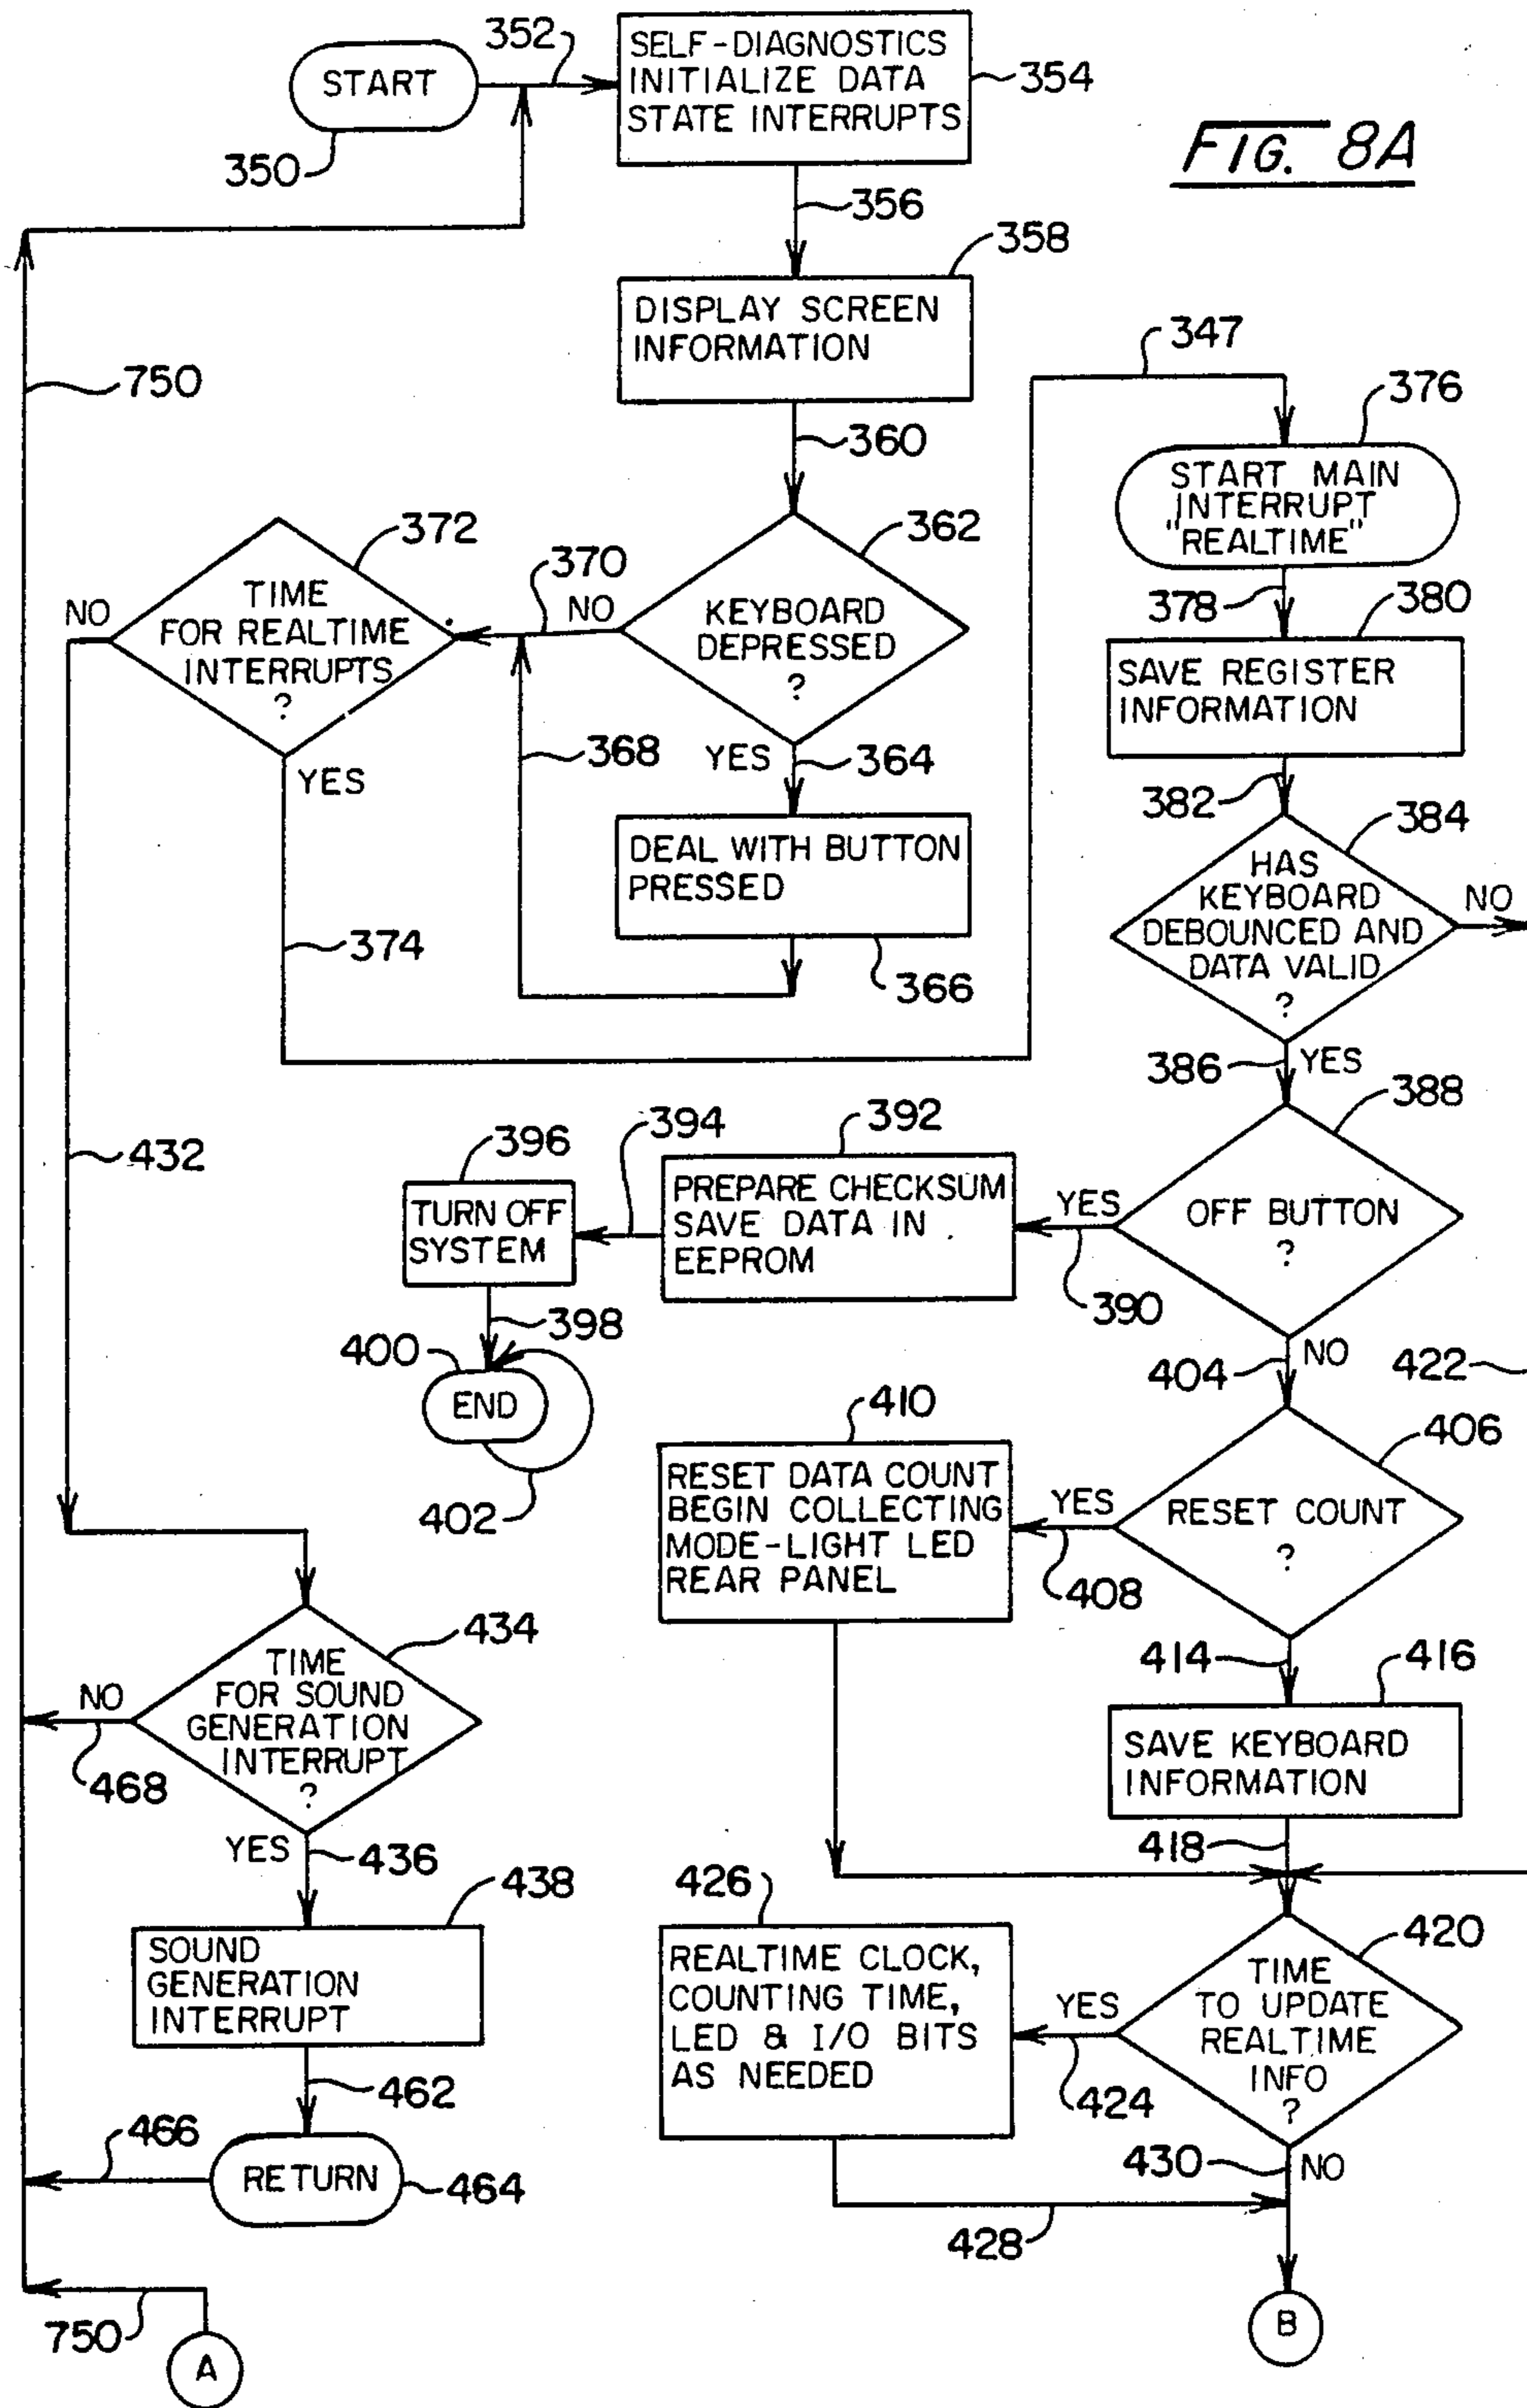 FIG. 8A
START
350
352
SELF-DIAGNOSTICS
INITIALIZE DATA
STATE INTERRUPTS
354
356
358
DISPLAY SCREEN
INFORMATION
360
362
KEYBOARD
DEPRESSED
?
NO
370
YES
364
368
DEAL WITH BUTTON
PRESSED
366
372
TIME
FOR REALTIME
INTERRUPTS
?
NO
YES
374
750
347
376
START MAIN
INTERRUPT
"REALTIME"
378
380
SAVE REGISTER
INFORMATION
382
384
HAS
KEYBOARD
DEBOUNCED AND
DATA VALID
?
NO
386
YES
388
OFF BUTTON
?
YES
390
392
PREPARE CHECKSUM
SAVE DATA IN
EEPROM
394
396
TURN OFF
SYSTEM
398
400
END
402
432
404
NO
422
406
RESET COUNT
?
YES
408
410
RESET DATA COUNT
BEGIN COLLECTING
MODE-LIGHT LED
REAR PANEL
414
416
SAVE KEYBOARD
INFORMATION
418
420
TIME
TO UPDATE
REALTIME
INFO
?
YES
424
426
REALTIME CLOCK,
COUNTING TIME,
LED & I/O BITS
AS NEEDED
430
NO
428
B
434
TIME
FOR SOUND
GENERATION
INTERRUPT
?
NO
468
YES
436
438
SOUND
GENERATION
INTERRUPT
462
466
RETURN
464
750
A